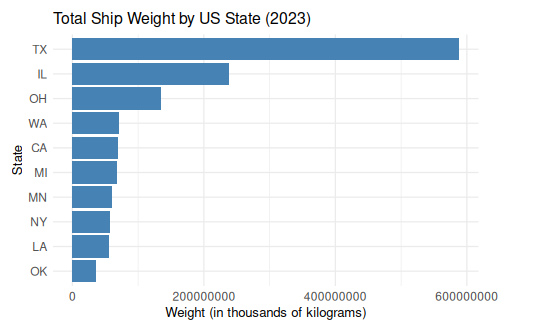 Total Ship Weight by US State (2023)
TX
IL
OH
WA
CA
MI
MN
NY
LA
OK
State
0 200000000 400000000 600000000
Weight (in thousands of kilograms)